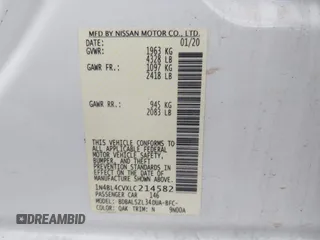 MFD BY NISSAN MOTOR CO., LTD.
DATE: 01/20
GVWR: 1963 KG
4328 LB
GAWR FR.: 1097 KG
2418 LB
GAWR RR: 945 KG
2083 LB
THIS VEHICLE CONFORMS TO ALL
APPLICABLE FEDERAL MOTOR VEHICLE
SAFETY, BUMPER, AND THEFT
PREVENTION STANDARDS IN EFFECT
ON THE DATE OF MANUFACTURE
SHOWN ABOVE.
1N4BL4CVXLC214582
PASSENGER CAR 146
MODEL:
COLOR: QAK TRIM: N 9N00A
DREAMBID